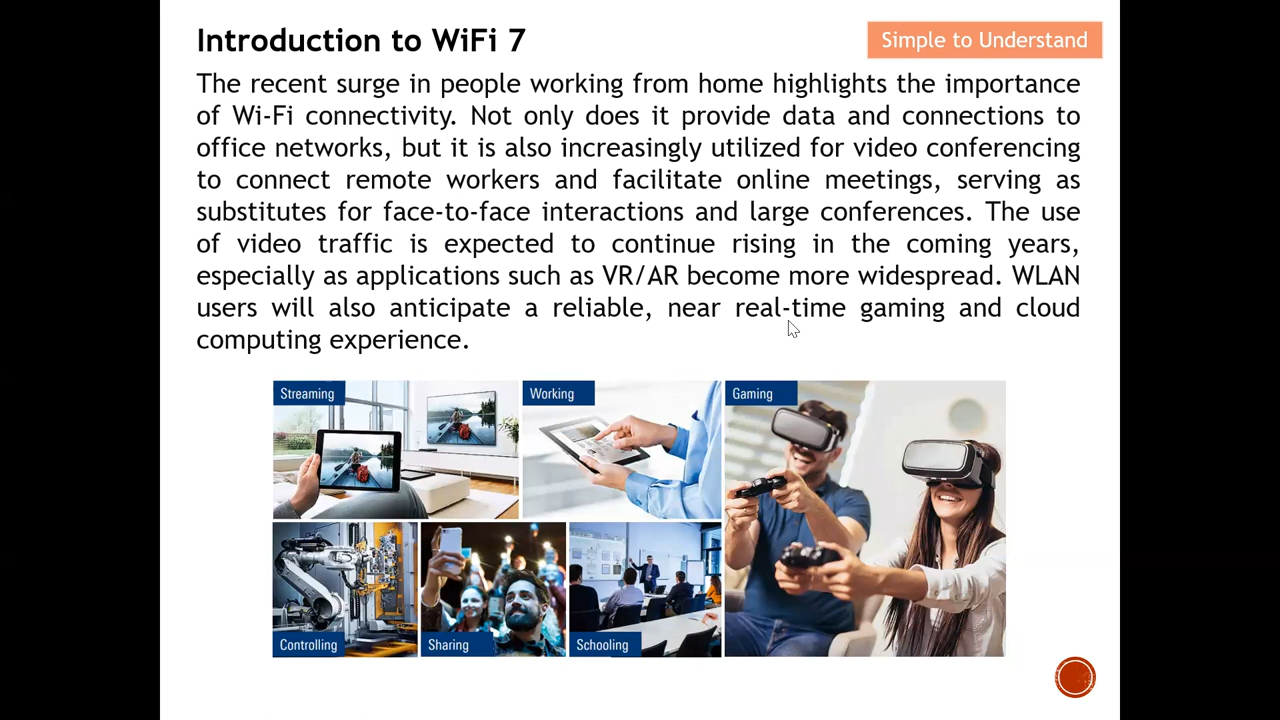 Introduction to WiFi 7
Simple to Understand
The recent surge in people working from home highlights the importance
of Wi-Fi connectivity. Not only does it provide data and connections to
office networks, but it is also increasingly utilized for video conferencing
to connect remote workers and facilitate online meetings, serving as
substitutes for face-to-face interactions and large conferences. The use
of video traffic is expected to continue rising in the coming years,
especially as applications such as VR/AR become more widespread. WLAN
users will also anticipate a reliable, near real-time gaming and cloud
computing experience.
Streaming
Working
Gaming
Controlling
Sharing
Schooling